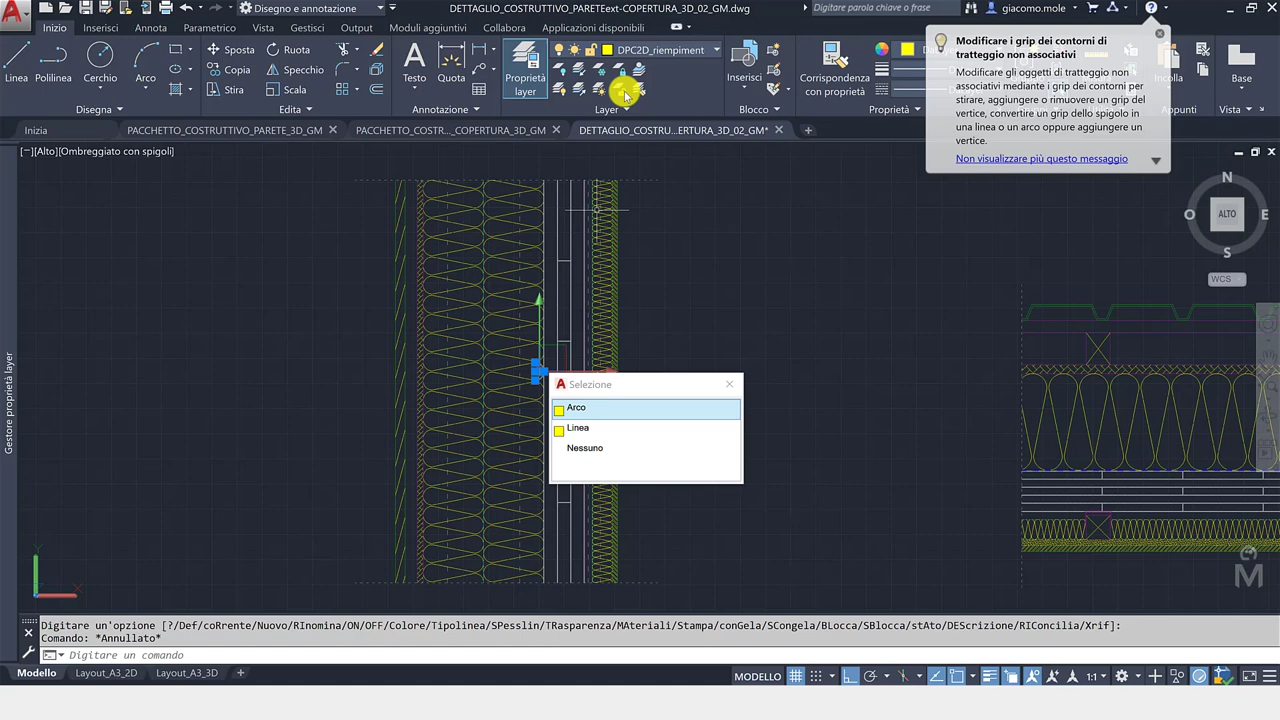 Disegno e annotazione
DETTAGLIO_COSTRUTTIVO_PARETEext-COPERTURA_3D_02_GM.dwg
Digitare parola chiave o frase
giacomo.mole
Inizio
Inserisci
Annota
Parametrico
Vista
Gestisci
Output
Moduli aggiuntivi
Collabora
Applicazioni disponibili
Linea
Polilinea
Cerchio
Arco
Disegna
Sposta
Ruota
Copia
Specchio
Stira
Scala
Edita
Testo
Quota
Annotazione
Proprietà
layer
DPC2D_riempiment
Layer
Inserisci
Blocco
Corrispondenza
con proprietà
Proprietà
Incolla
Appunti
Base
Vista
Modificare i grip dei contorni di
tratteggio non associativi
Modificare gli oggetti di tratteggio non
associativi mediante i grip dei contorni per
stirare, aggiungere o rimuovere un grip del
vertice, convertire un grip dello spigolo in
una linea o un arco oppure aggiungere un
vertice.
Non visualizzare più questo messaggio
Inizia
PACCHETTO_COSTRUTTIVO_PARETE_3D_GM
PACCHETTO_COSTR..._COPERTURA_3D_GM
DETTAGLIO_COSTRU...ERTURA_3D_02_GM*
[-][Alto][Ombreggiato con spigoli]
N
O
ALTO
E
S
WCS
Gestore proprietà layer
Selezione
Arco
Linea
Nessuno
M
Digitare un'opzione [?/Def/coRrente/Nuovo/RInomina/ON/OFF/Colore/Tipolinea/SPesslin/TRasparenza/MAteriali/Stampa/conGela/SCongela/BLocca/SBlocca/stAto/DEScrizione/RIConcilia/Xrif]:
Comando: *Annullato*
Digitare un comando
Modello
Layout_A3_2D
Layout_A3_3D
MODELLO
1:1